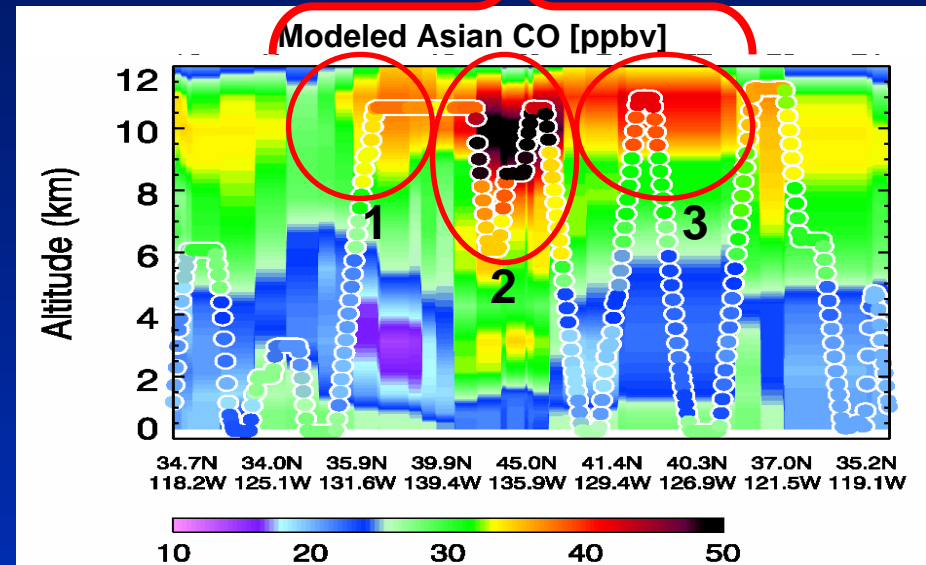 Modeled Asian CO [ppbv]
12
10
8
6
4
2
0
Altitude (km)
1
2
3
34.7N 34.0N 35.9N 39.9N 45.0N 41.4N 40.3N 37.0N 35.2N
118.2W 125.1W 131.6W 139.4W 135.9W 129.4W 126.9W 121.5W 119.1W
10 20 30 40 50